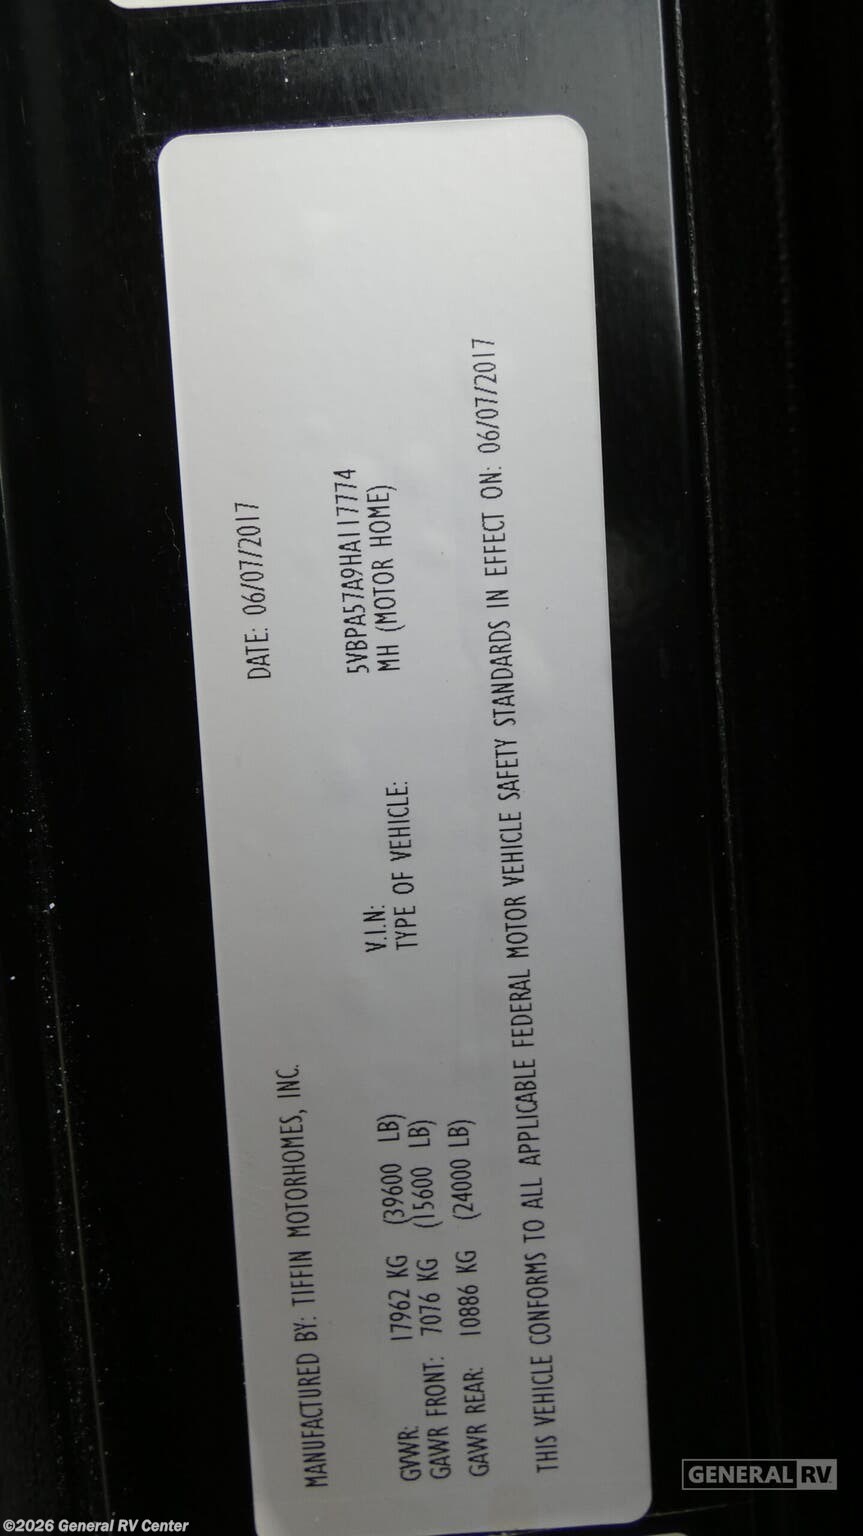 MANUFACTURED BY: TIFFIN MOTORHOMES, INC. DATE: 06/07/2017
GVWR: 17962 KG (39600 LB) V.I.N: 5VBPA57A9HA117774
GAWR FRONT: 7076 KG (15600 LB) TYPE OF VEHICLE: MH (MOTOR HOME)
GAWR REAR: 10886 KG (24000 LB)
THIS VEHICLE CONFORMS TO ALL APPLICABLE FEDERAL MOTOR VEHICLE SAFETY STANDARDS IN EFFECT ON: 06/07/2017
GENERAL RV
©2026 General RV Center